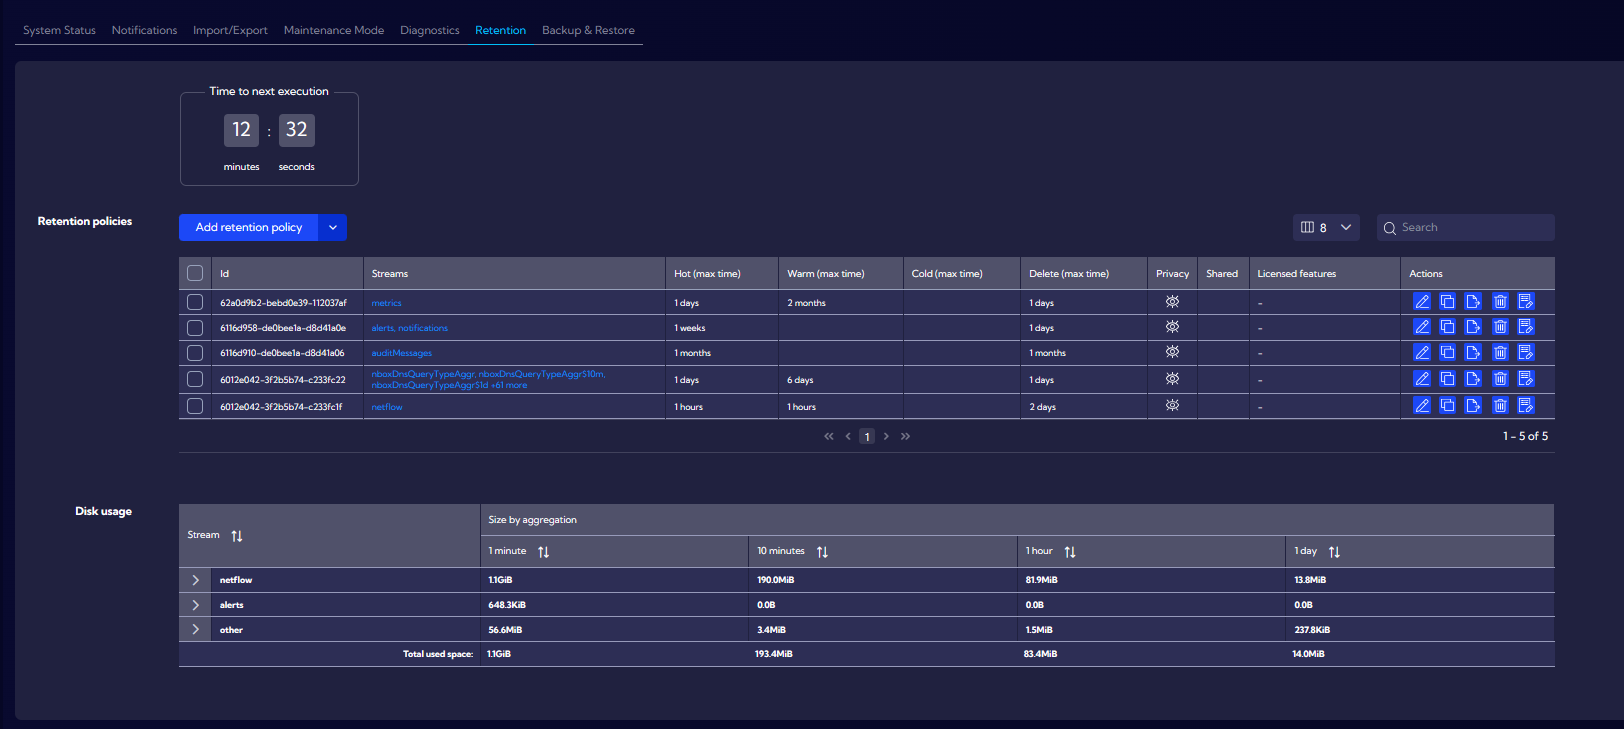 System Status Notifications Import/Export Maintenance Mode Diagnostics Retention Backup & Restore
Time to next execution
12 : 32
minutes seconds
Retention policies Add retention policy 8 Search
Id Streams Hot (max time) Warm (max time) Cold (max time) Delete (max time) Privacy Shared Licensed features Actions
62a0d9b2-bebd0e39-112037af metrics 1 days 2 months 1 days -
6116d958-de0bee1a-d8d41a0e alerts, notifications 1 weeks 1 days -
6116d910-de0bee1a-d8d41a06 auditMessages 1 months 1 months -
6012e042-3f2b5b74-c233fc22 nboxDnsQueryTypeAggr, nboxDnsQueryTypeAggr$10m, nboxDnsQueryTypeAggr$1d +61 more 1 days 6 days 1 days -
6012e042-3f2b5b74-c233fc1f netflow 1 hours 1 hours 2 days -
« ‹ 1 › » 1 - 5 of 5
Disk usage
Stream Size by aggregation
1 minute 10 minutes 1 hour 1 day
netflow 1.1GiB 190.0MiB 81.9MiB 13.8MiB
alerts 648.3KiB 0.0B 0.0B 0.0B
other 56.6MiB 3.4MiB 1.5MiB 237.8KiB
Total used space: 1.1GiB 193.4MiB 83.4MiB 14.0MiB